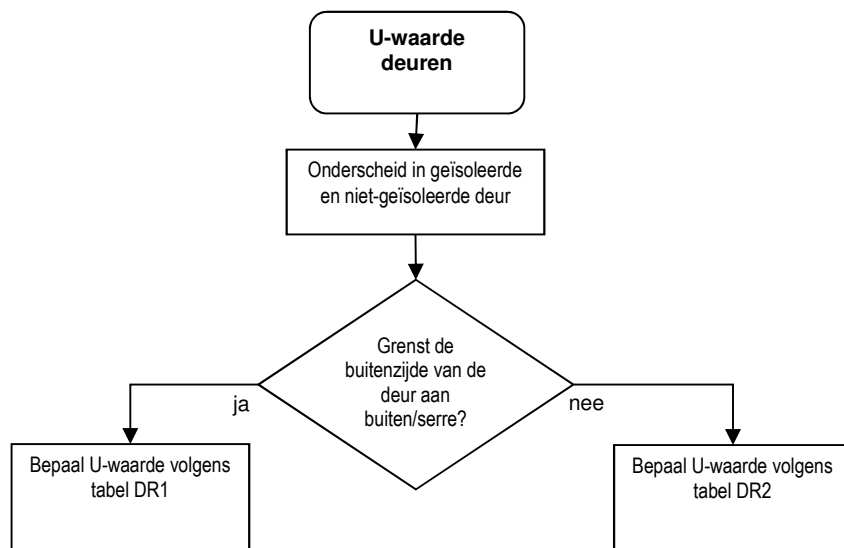 U-waarde
deuren
Onderscheid in geïsoleerde
en niet-geïsoleerde deur
Grenst de
buitenzijde van de
deur aan
buiten/serre?
ja
nee
Bepaal U-waarde volgens
tabel DR1
Bepaal U-waarde volgens
tabel DR2